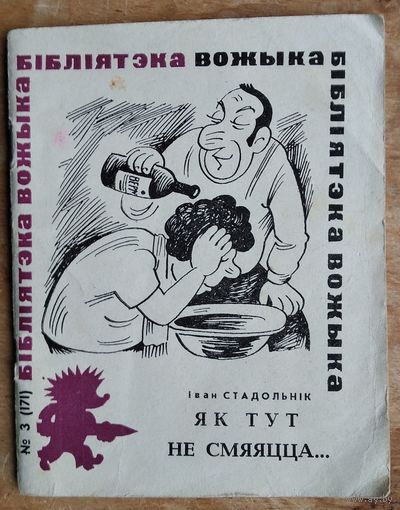 БІБЛІЯТЭКА ВОЖЫКА
БІБЛІЯТЭКА ВОЖЫКА
БІБЛІЯТЭКА ВОЖЫКА
№ 3 (171)
Іван СТАДОЛЬНІК
ЯК ТУТ
НЕ СМЯЯЦЦА...